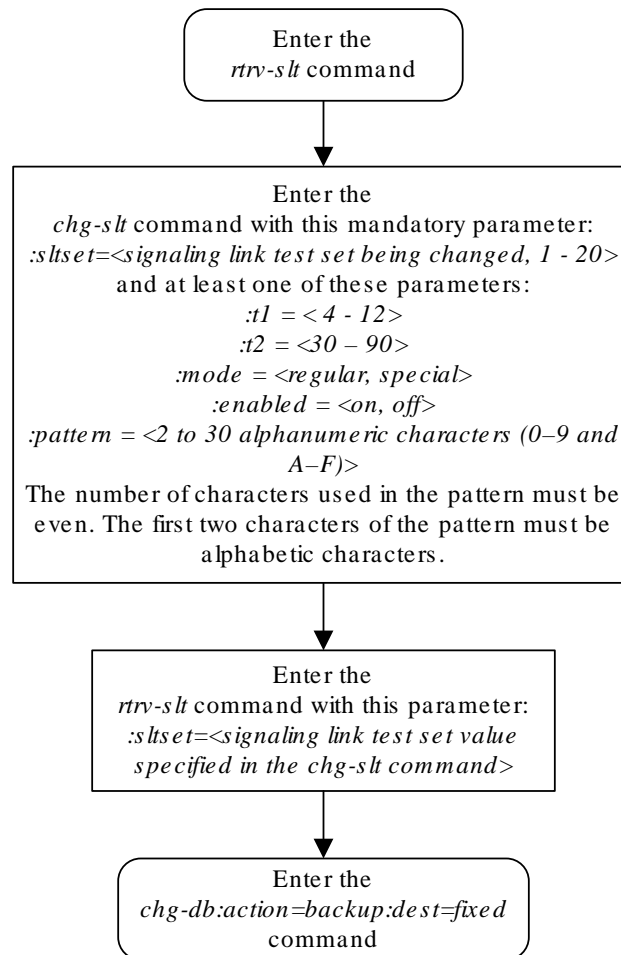 Enter the
rtrv-slt command
Enter the
chg-slt command with this mandatory parameter:
:sltset=<signaling link test set being changed, 1 - 20>
and at least one of these parameters:
:t1 = < 4 - 12>
:t2 = <30 – 90>
:mode = <regular, special>
:enabled = <on, off>
:pattern = <2 to 30 alphanumeric characters (0–9 and
A–F)>
The number of characters used in the pattern must be
even. The first two characters of the pattern must be
alphabetic characters.
Enter the
rtrv-slt command with this parameter:
:sltset=<signaling link test set value
specified in the chg-slt command>
Enter the
chg-db:action=backup:dest=fixed
command